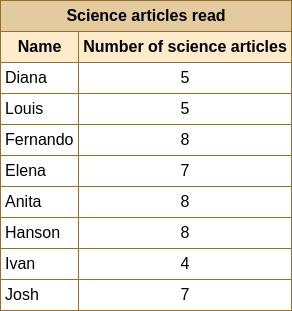 Science articles read
Name Number of science articles
Diana 5
Louis 5
Fernando 8
Elena 7
Anita 8
Hanson 8
Ivan 4
Josh 7